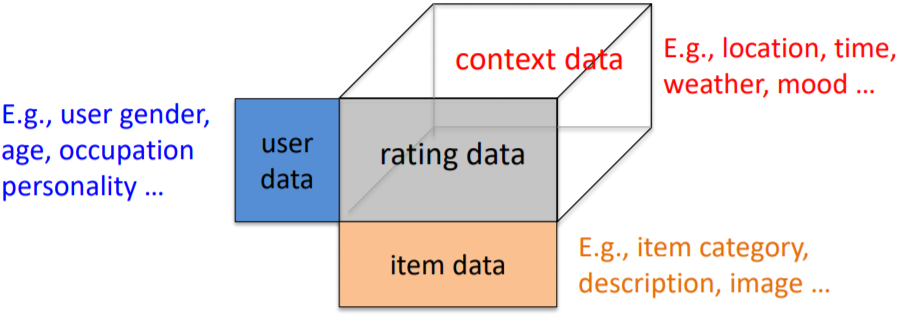 context data
E.g., location, time,
weather, mood ...
E.g., user gender,
age, occupation
personality ...
user
data
rating data
item data
E.g., item category,
description, image ...